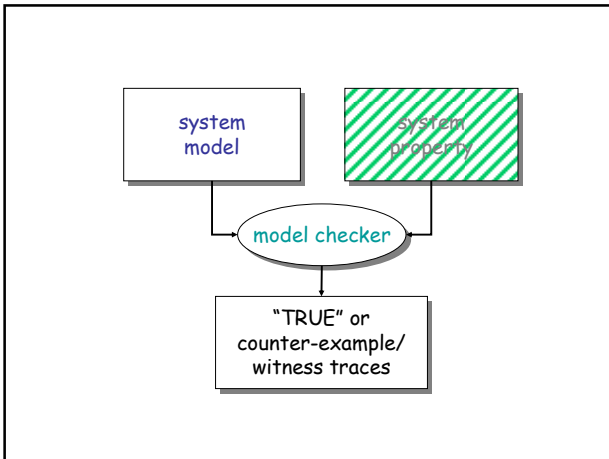 system
model
system
property
model checker
“TRUE” or
counter-example/
witness traces